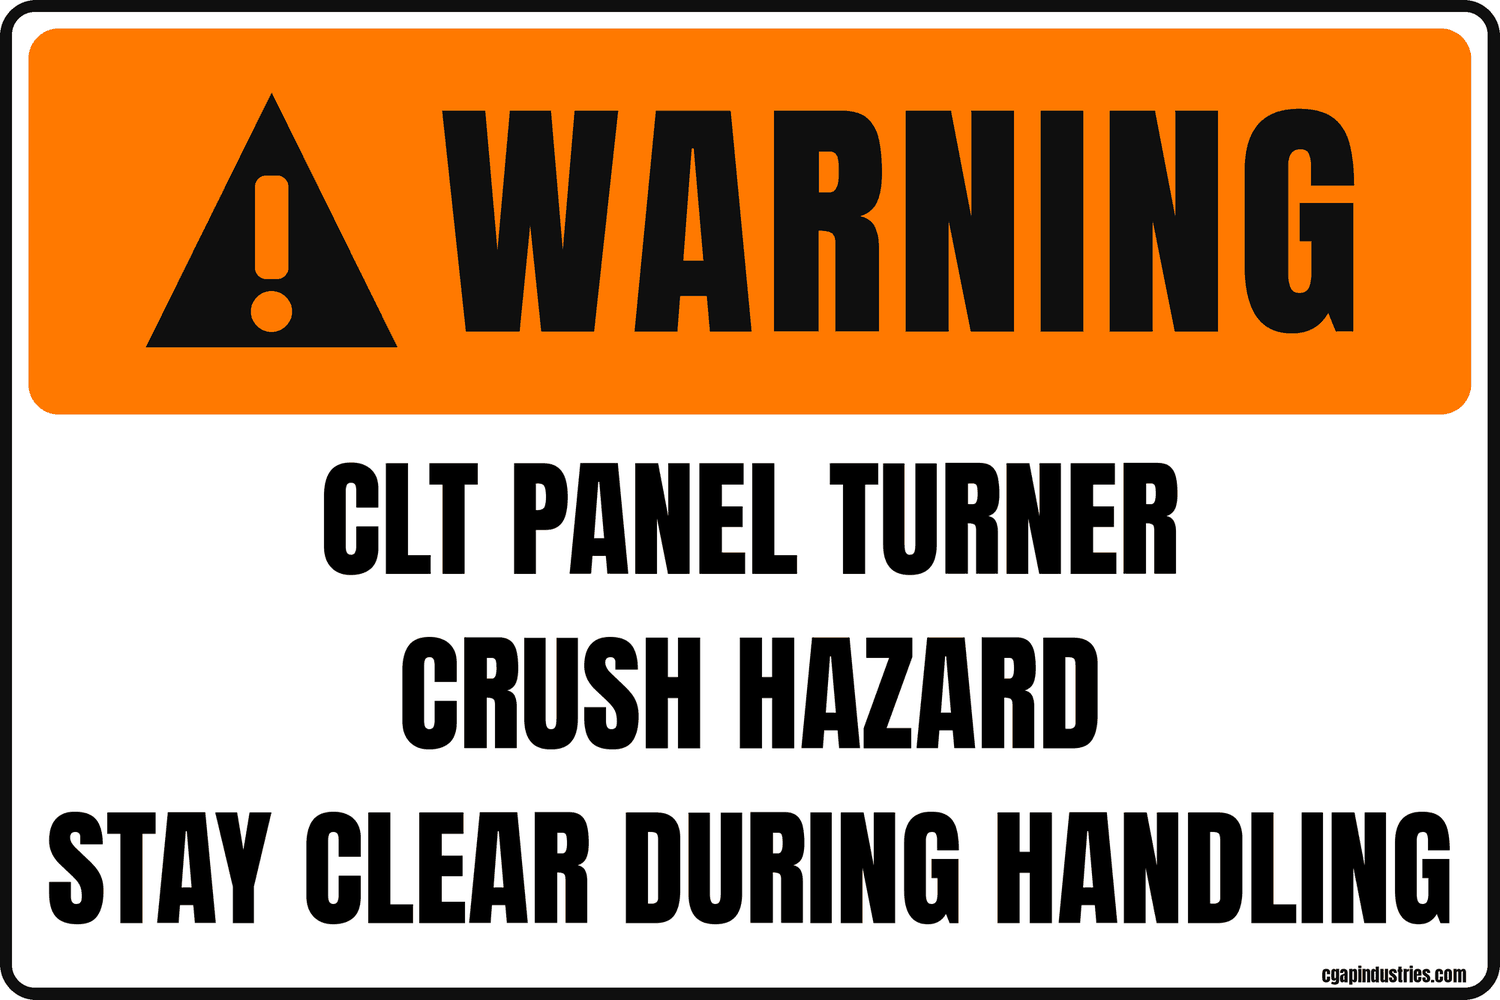 WARNING
CLT PANEL TURNER
CRUSH HAZARD
STAY CLEAR DURING HANDLING
cgapindustries.com